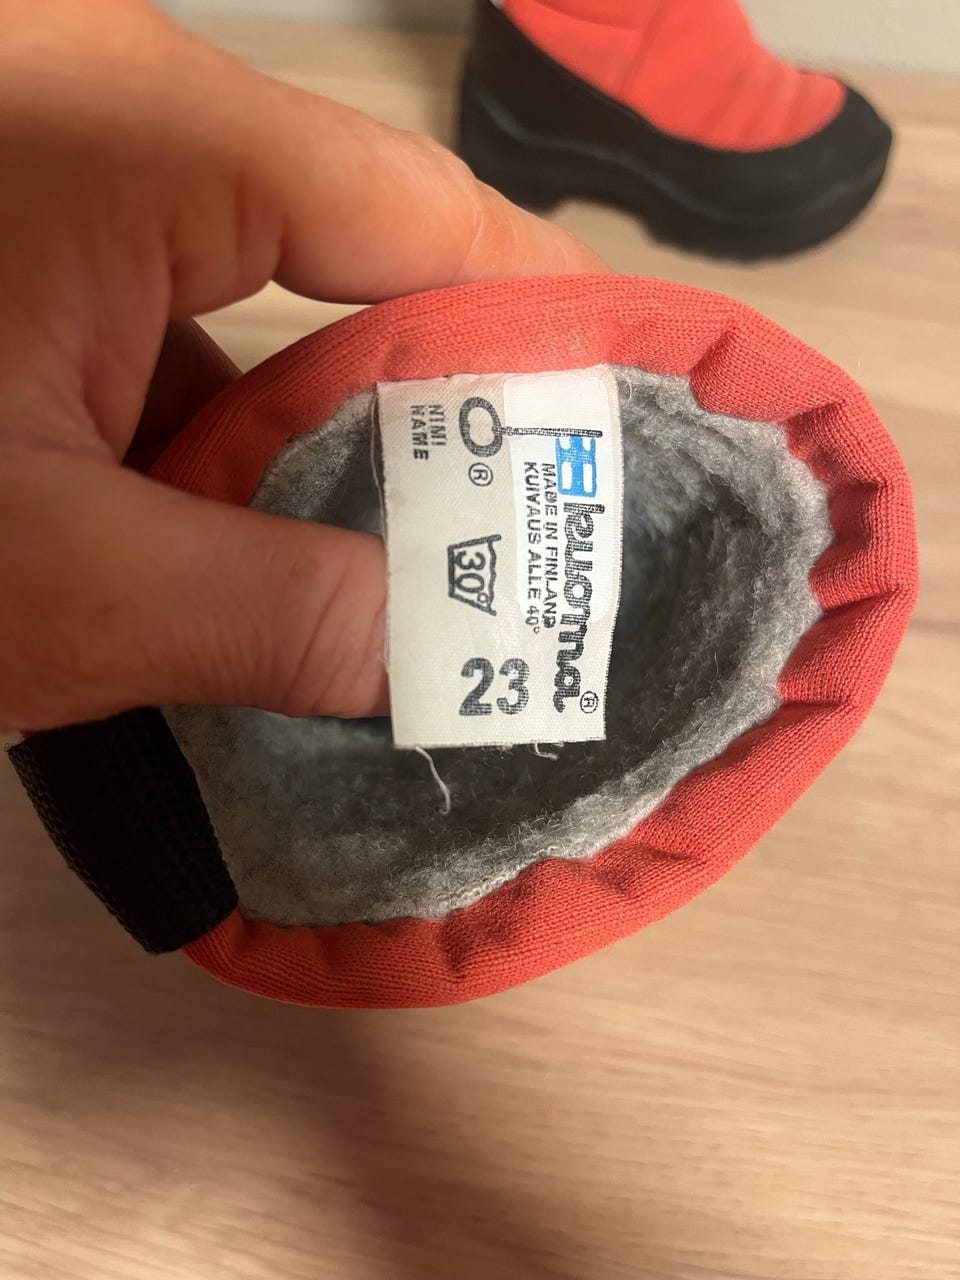 NIMI
NAME
®
30°
23
kuoma®
MADE IN FINLAND
KUIVAUS ALLE 40°